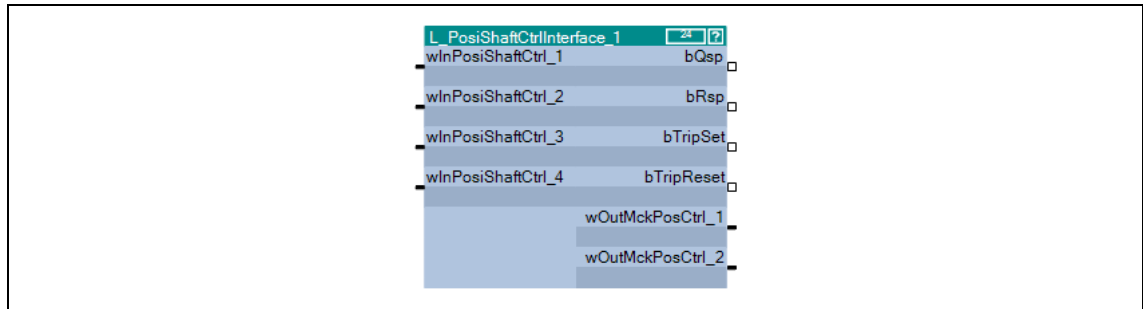 L_PosiShaftCtrlInterface_1 24 ?
wInPosiShaftCtrl_1 bQsp
wInPosiShaftCtrl_2 bRsp
wInPosiShaftCtrl_3 bTripSet
wInPosiShaftCtrl_4 bTripReset
wOutMckPosCtrl_1
wOutMckPosCtrl_2